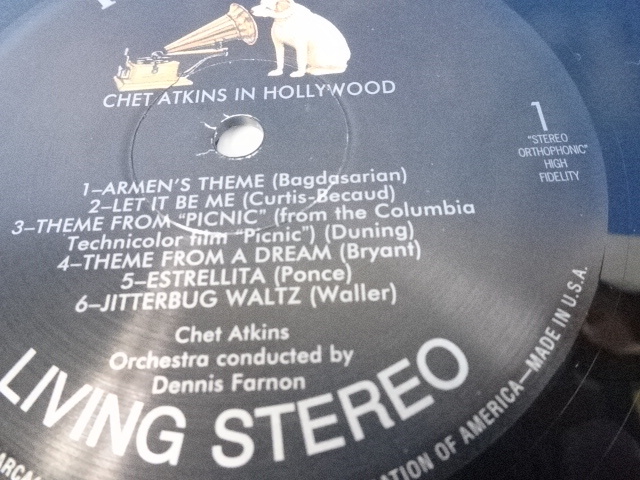 CHET ATKINS IN HOLLYWOOD
1
"STEREO
ORTHOPHONIC"
HIGH
FIDELITY
1–ARMEN'S THEME (Bagdasarian)
2–LET IT BE ME (Curtis-Becaud)
3–THEME FROM "PICNIC" (from the Columbia
Technicolor film "Picnic") (Duning)
4–THEME FROM A DREAM (Bryant)
5–ESTRELLITA (Ponce)
6–JITTERBUG WALTZ (Waller)
Chet Atkins
Orchestra conducted by
Dennis Farnon
LIVING STEREO
OF AMERICA—MADE IN U.S.A.